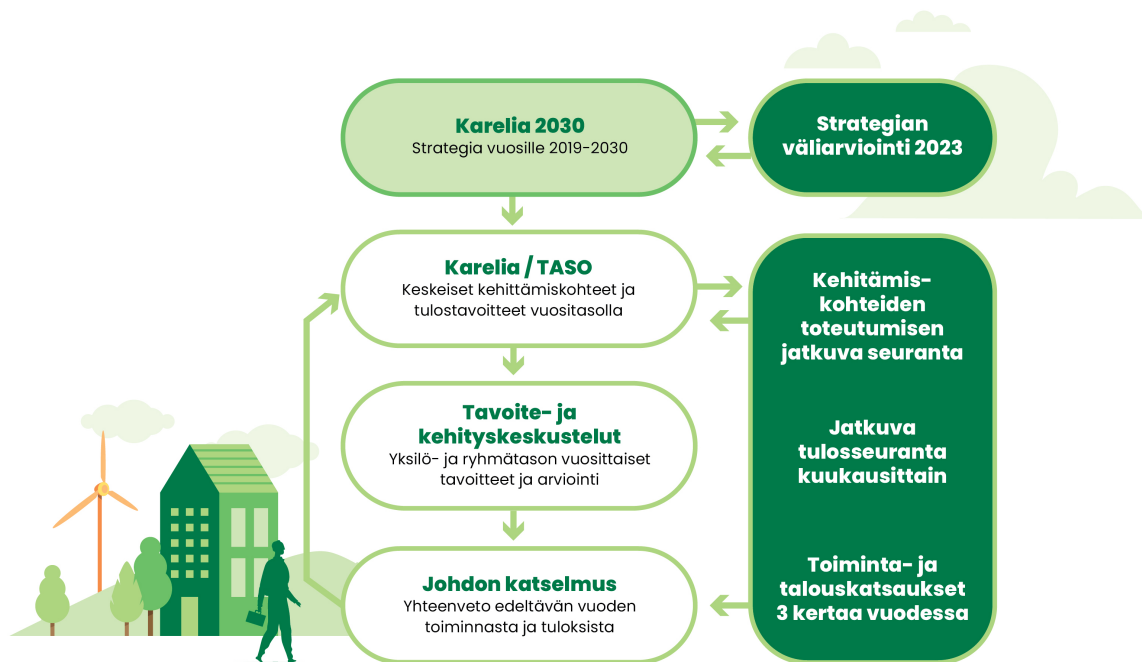 Karelia 2030
Strategia vuosille 2019-2030
Strategian
väliarviointi 2023
Karelia / TASO
Keskeiset kehittämiskohteet ja
tulostavoitteet vuositasolla
Kehitämis-
kohteiden
toteutumisen
jatkuva seuranta
Tavoite- ja
kehityskeskustelut
Yksilö- ja ryhmätason vuosittaiset
tavoitteet ja arviointi
Jatkuva
tulosseuranta
kuukausittain
Johdon katselmus
Yhteenveto edeltävän vuoden
toiminnasta ja tuloksista
Toiminta- ja
talouskatsaukset
3 kertaa vuodessa